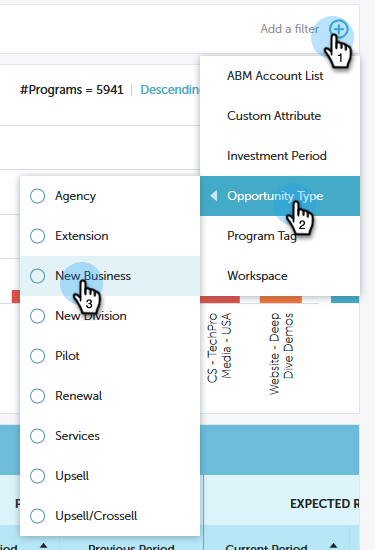 Add a filter
1
#Programs = 5941 | Descending
ABM Account List
Custom Attribute
Investment Period
Opportunity Type
2
Program Tag
Workspace
Agency
Extension
New Business
3
New Division
Pilot
Renewal
Services
Upsell
Upsell/Crossell
CS - TechPro
Media - USA
Website - Deep
Dive Demos
EXPECTED R
Previous Period
Current Period